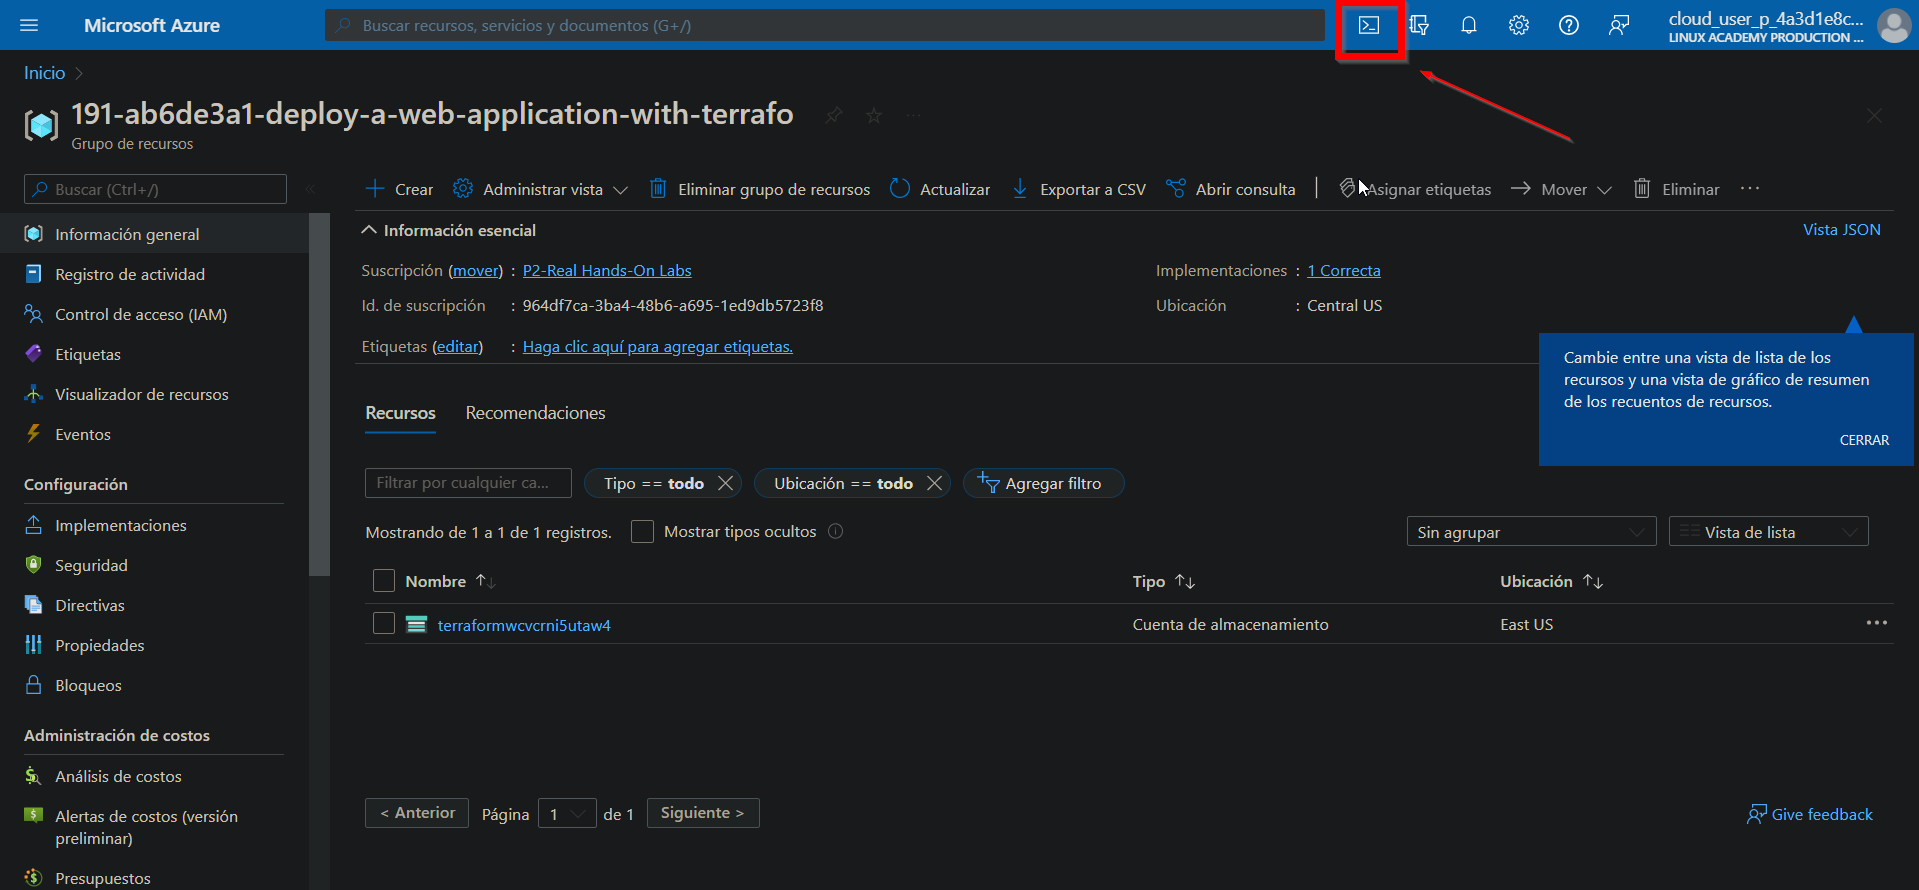 Microsoft Azure
Buscar recursos, servicios y documentos (G+/)
cloud_user_p_4a3d1e8c...
LINUX ACADEMY PRODUCTION ...
Inicio
191-ab6de3a1-deploy-a-web-application-with-terrafo
Grupo de recursos
Buscar (Ctrl+/)
Crear
Administrar vista
Eliminar grupo de recursos
Actualizar
Exportar a CSV
Abrir consulta
Asignar etiquetas
Mover
Eliminar
Información general
Registro de actividad
Control de acceso (IAM)
Etiquetas
Visualizador de recursos
Eventos
Configuración
Implementaciones
Seguridad
Directivas
Propiedades
Bloqueos
Administración de costos
Análisis de costos
Alertas de costos (versión
preliminar)
Presupuestos
Información esencial
Vista JSON
Suscripción (mover) : P2-Real Hands-On Labs
Id. de suscripción : 964df7ca-3ba4-48b6-a695-1ed9db5723f8
Etiquetas (editar) : Haga clic aquí para agregar etiquetas.
Implementaciones : 1 Correcta
Ubicación : Central US
Cambie entre una vista de lista de los
recursos y una vista de gráfico de resumen
de los recuentos de recursos.
CERRAR
Recursos
Recomendaciones
Filtrar por cualquier ca...
Tipo == todo
Ubicación == todo
Agregar filtro
Mostrando de 1 a 1 de 1 registros.
Mostrar tipos ocultos
Sin agrupar
Vista de lista
Nombre
Tipo
Ubicación
terraformwcvcrni5utaw4
Cuenta de almacenamiento
East US
< Anterior
Página
1
de 1
Siguiente >
Give feedback